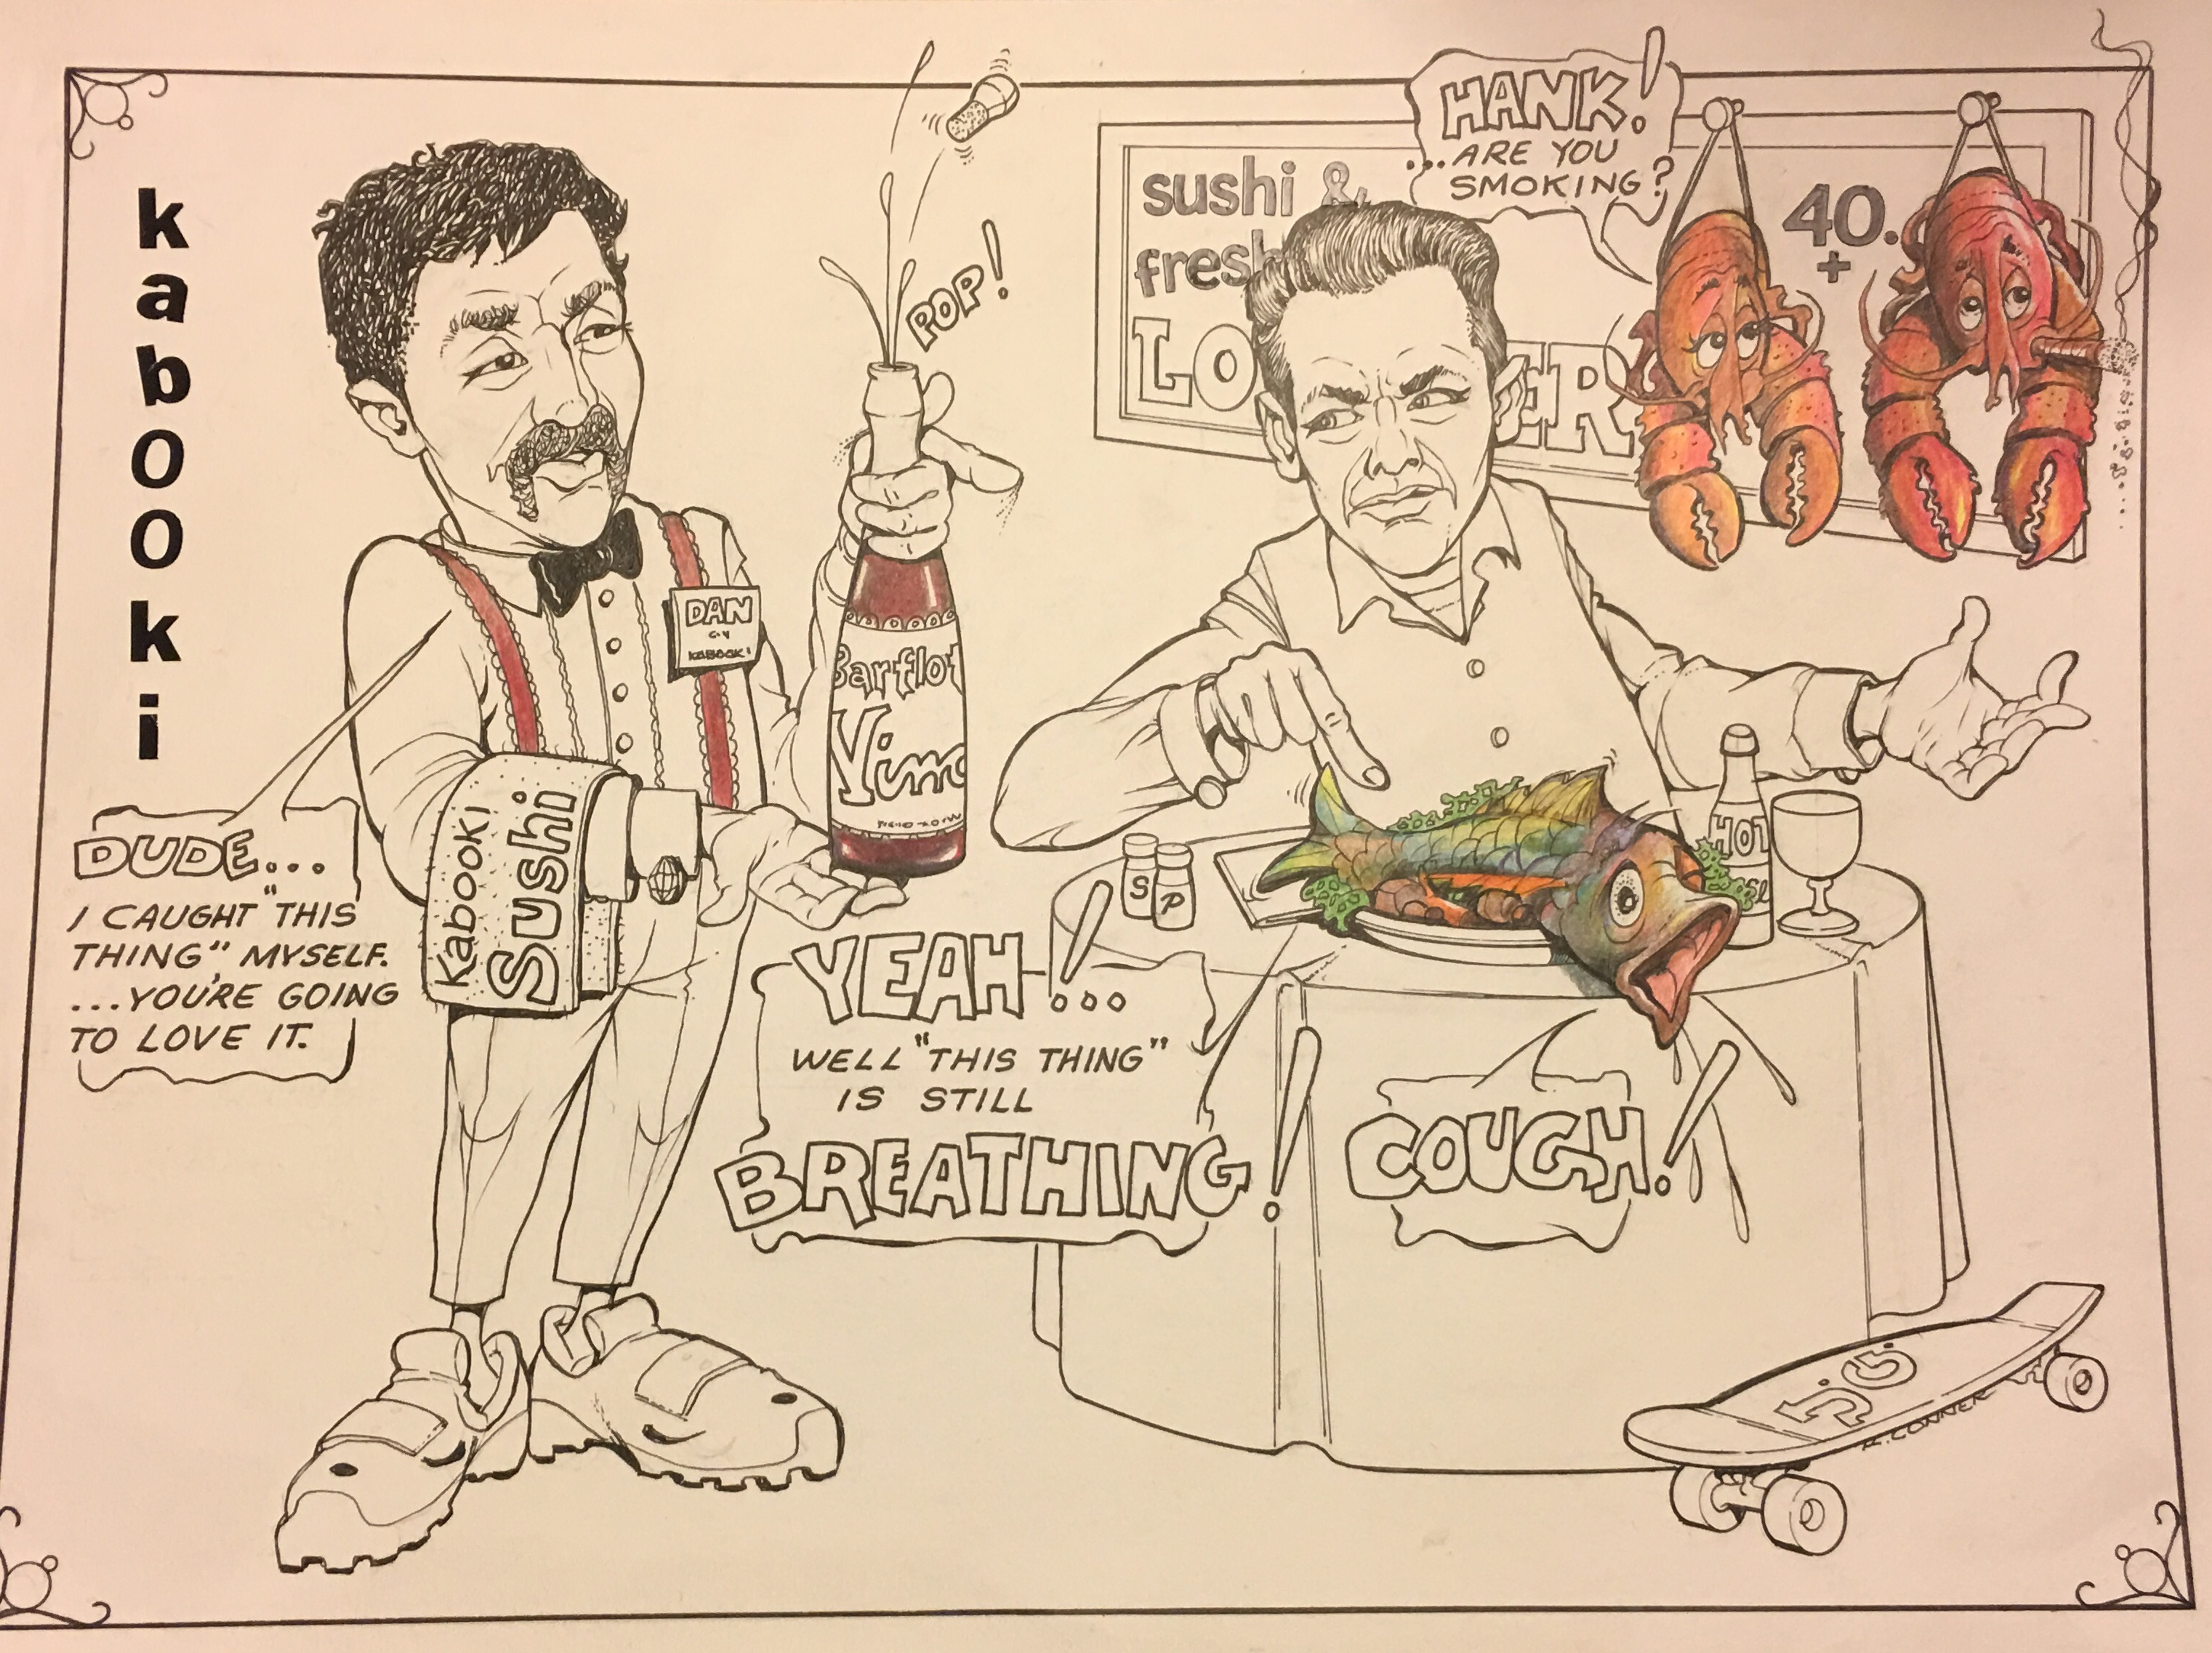 kabooki
HANK!
...ARE YOU
SMOKING?
sushi &
fresh
LO
ER
40.
+
POP!
DAN
KABOOKI
Barflot
Vino
HOT
S
P
Kabooki
Sushi
DUDE...
I CAUGHT "THIS
THING" MYSELF.
...YOU'RE GOING
TO LOVE IT.
YEAH!...
WELL "THIS THING"
IS STILL
BREATHING!
COUGH!
J.G.
R. CONNER